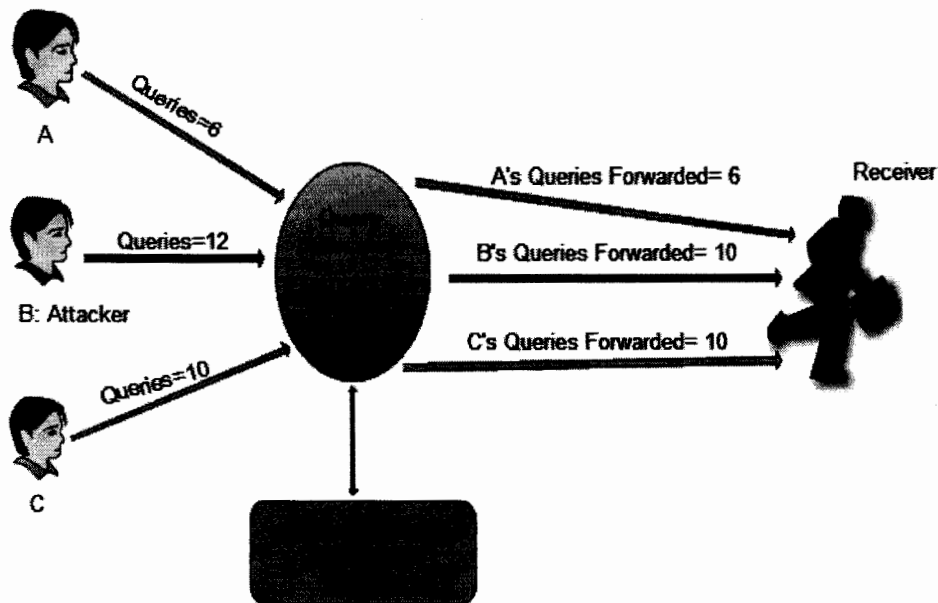 A
Queries=6
B: Attacker
Queries=12
C
Queries=10
A's Queries Forwarded= 6
B's Queries Forwarded= 10
C's Queries Forwarded= 10
Receiver